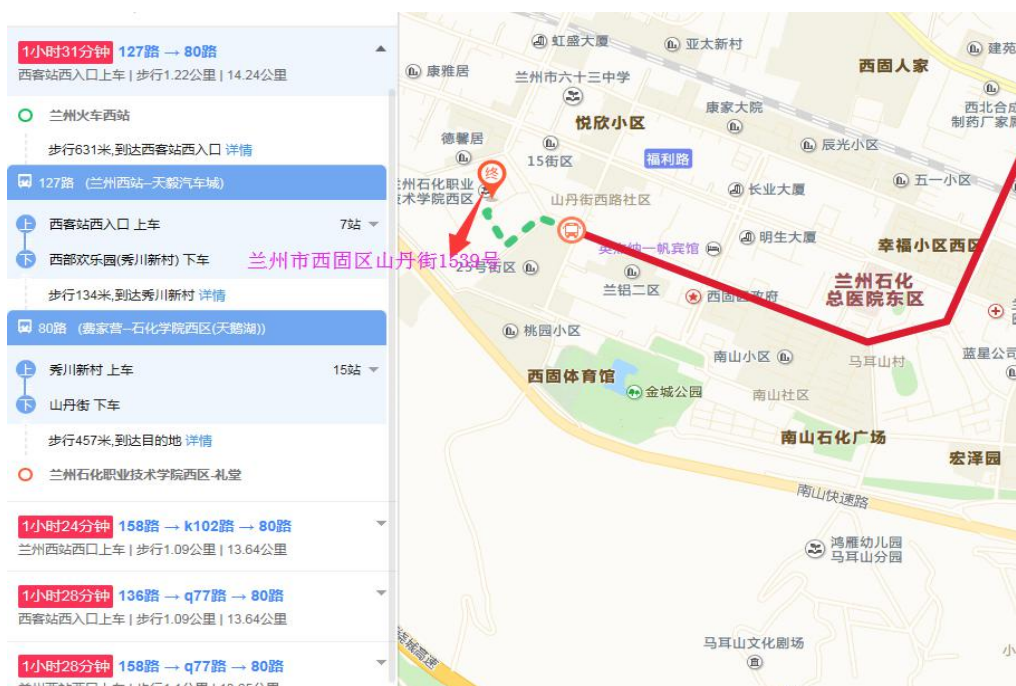 1小时31分钟 127路 → 80路
西客站西入口上车 | 步行1.22公里 | 14.24公里
兰州火车西站
步行631米,到达西客站西入口 详情
127路 (兰州西站--天毅汽车城)
上 西客站西入口 上车 7站
下 西部欢乐园(秀川新村) 下车
步行134米,到达秀川新村 详情
80路 (费家营--石化学院西区(天鹅湖))
上 秀川新村 上车 15站
下 山丹街 下车
步行457米,到达目的地 详情
兰州石化职业技术学院西区-礼堂
1小时24分钟 158路 → k102路 → 80路
兰州西站西口上车 | 步行1.09公里 | 13.64公里
1小时28分钟 136路 → q77路 → 80路
西客站西入口上车 | 步行1.09公里 | 13.64公里
1小时28分钟 158路 → q77路 → 80路
虹盛大厦
亚太新村
建苑
康雅居
兰州市六十三中学
西固人家
康家大院
西北合成
制药厂家属
悦欣小区
德馨居
15街区
福利路
辰光小区
终
兰州石化职业
技术学院西区
长业大厦
五一小区
山丹街西路社区
明生大厦
幸福小区西区
兰州市西固区山丹街1539号
25号街区
兰铝二区
西固区政府
兰州石化
总医院东区
桃园小区
南山小区
马耳山村
蓝星公司
西固体育馆
金城公园
南山社区
南山石化广场
宏泽园
南山快速路
鸿雁幼儿园
马耳山分园
马耳山文化剧场
小
绕城高速